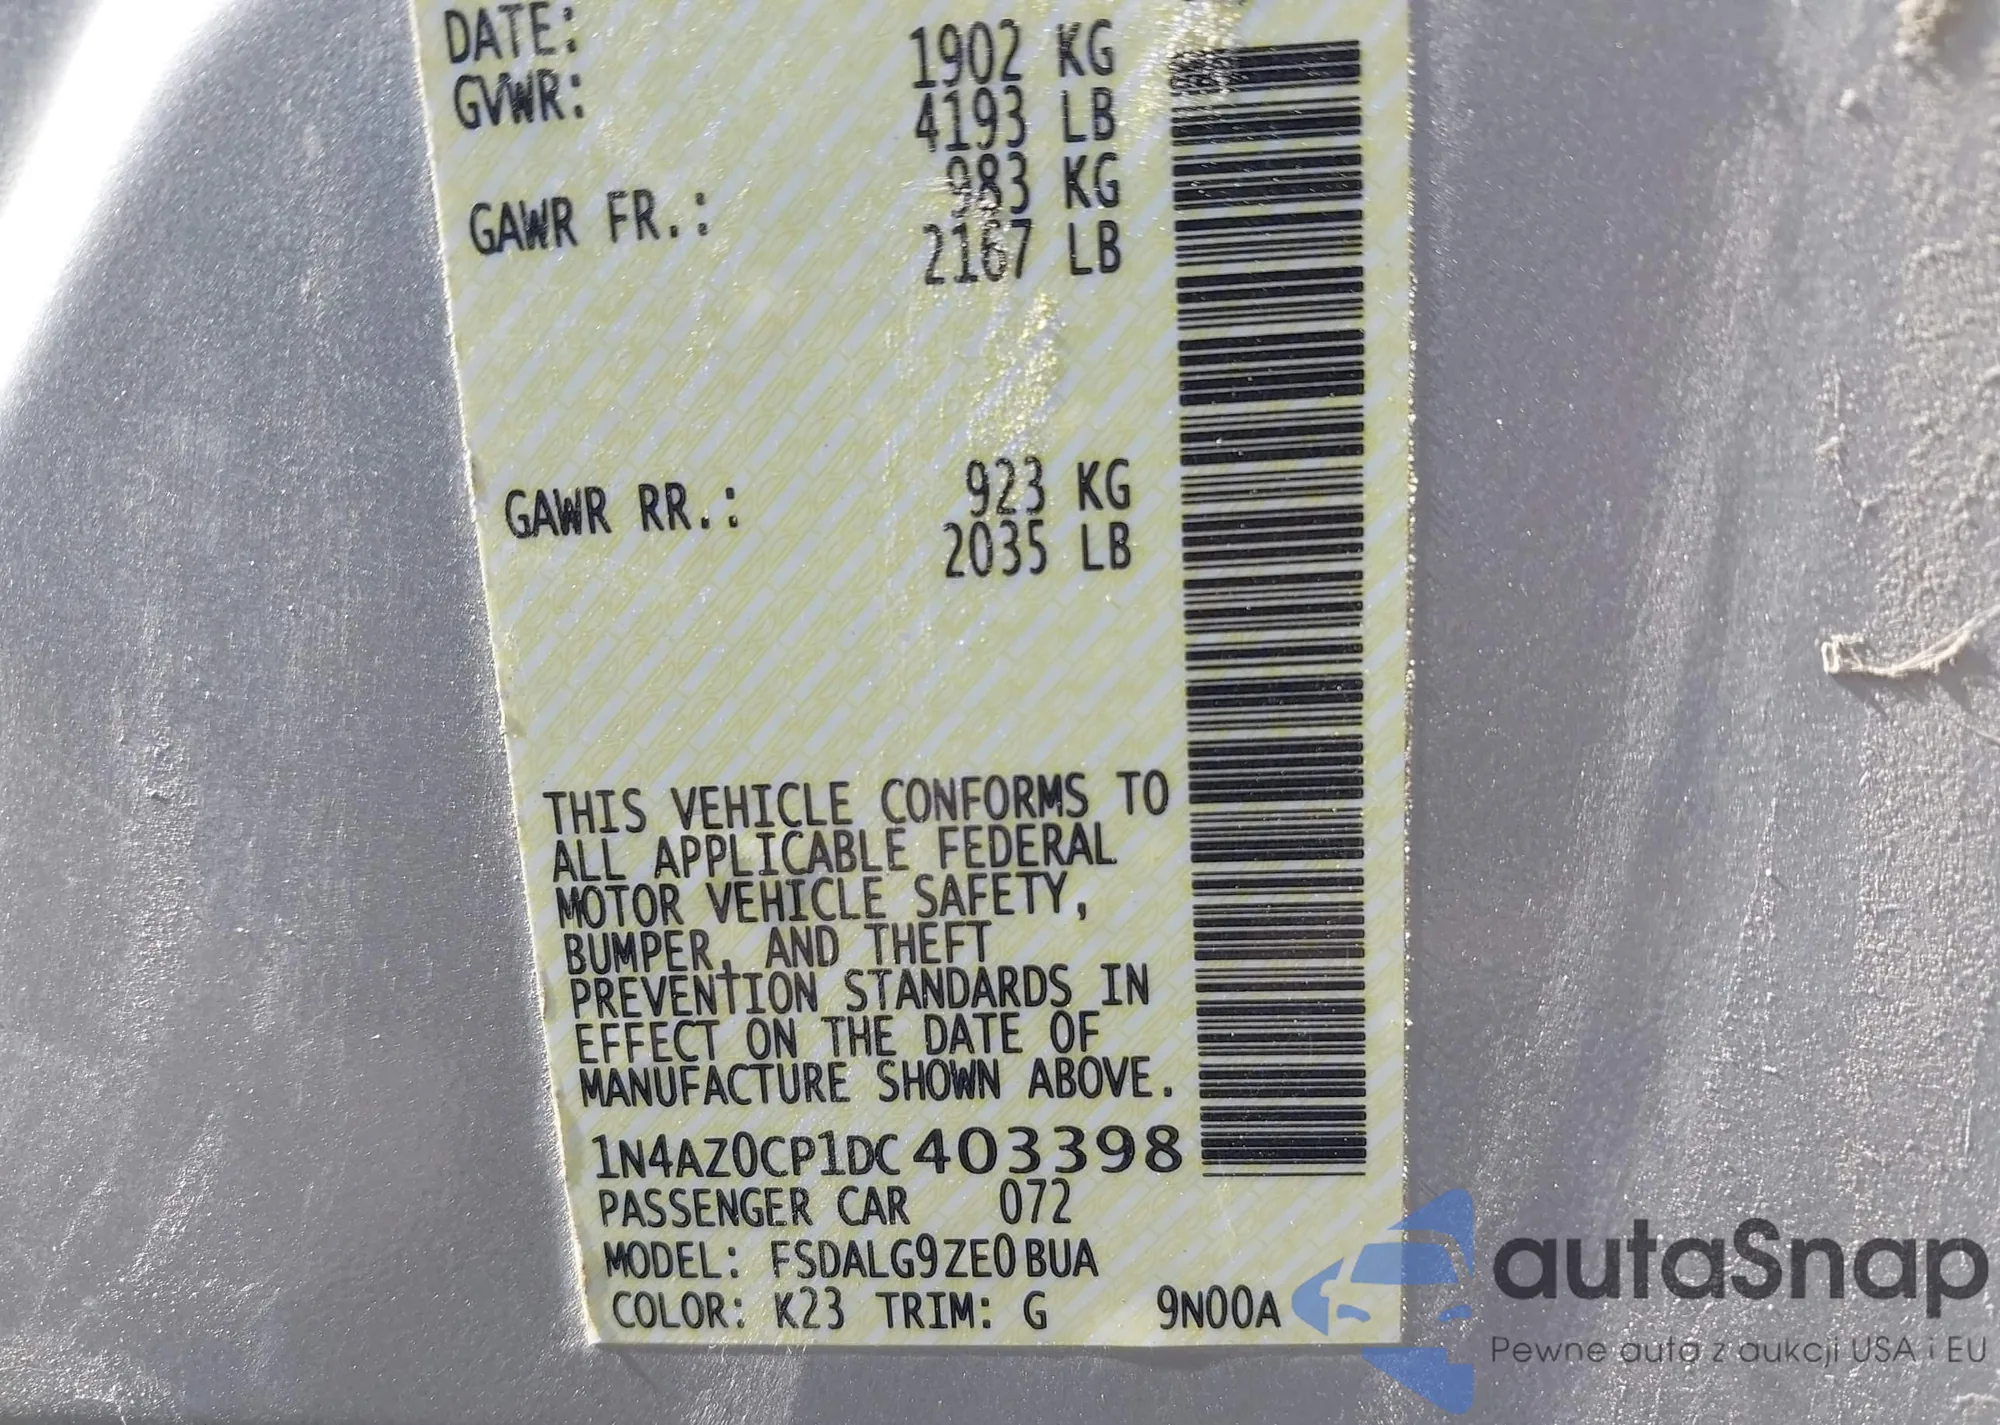 DATE:
1902 KG
GVWR:
4193 LB
983 KG
GAWR FR.:
2167 LB
923 KG
GAWR RR.:
2035 LB
THIS VEHICLE CONFORMS TO
ALL APPLICABLE FEDERAL
MOTOR VEHICLE SAFETY,
BUMPER, AND THEFT
PREVENTION STANDARDS IN
EFFECT ON THE DATE OF
MANUFACTURE SHOWN ABOVE.
1N4AZ0CP1DC403398
PASSENGER CAR 072
MODEL: FSDALG9ZE0BUA
COLOR: K23 TRIM: G 9N00A
autaSnap
Pewne auta z aukcji USA i EU